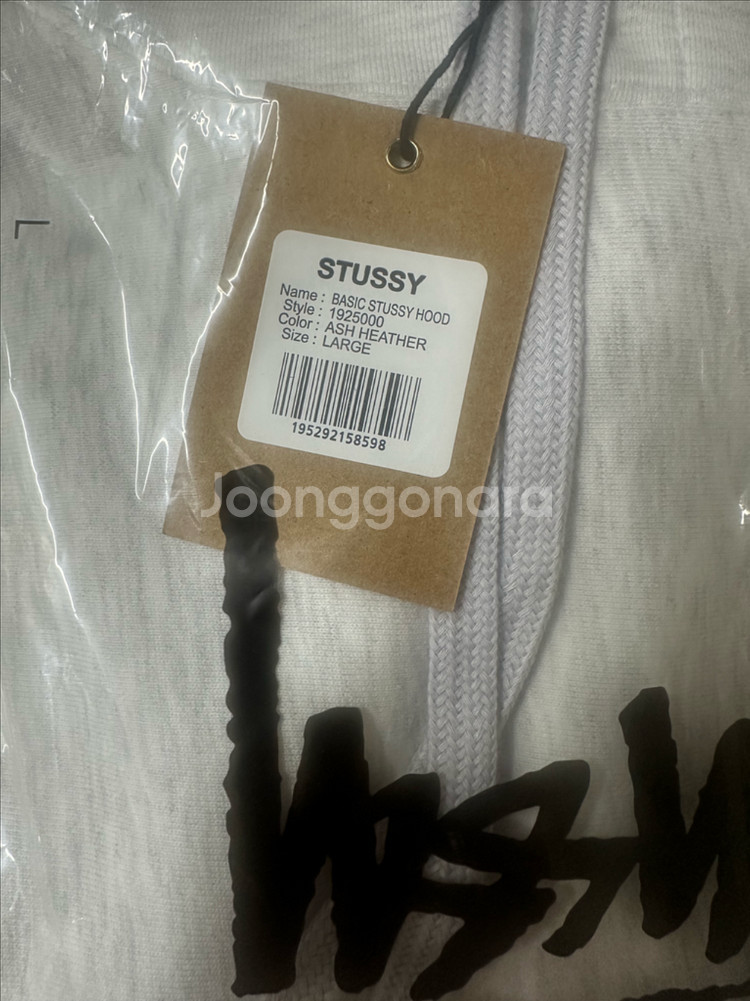 L
STUSSY
Name : BASIC STUSSY HOOD
Style : 1925000
Color : ASH HEATHER
Size : LARGE
195292158598
Joonggonara